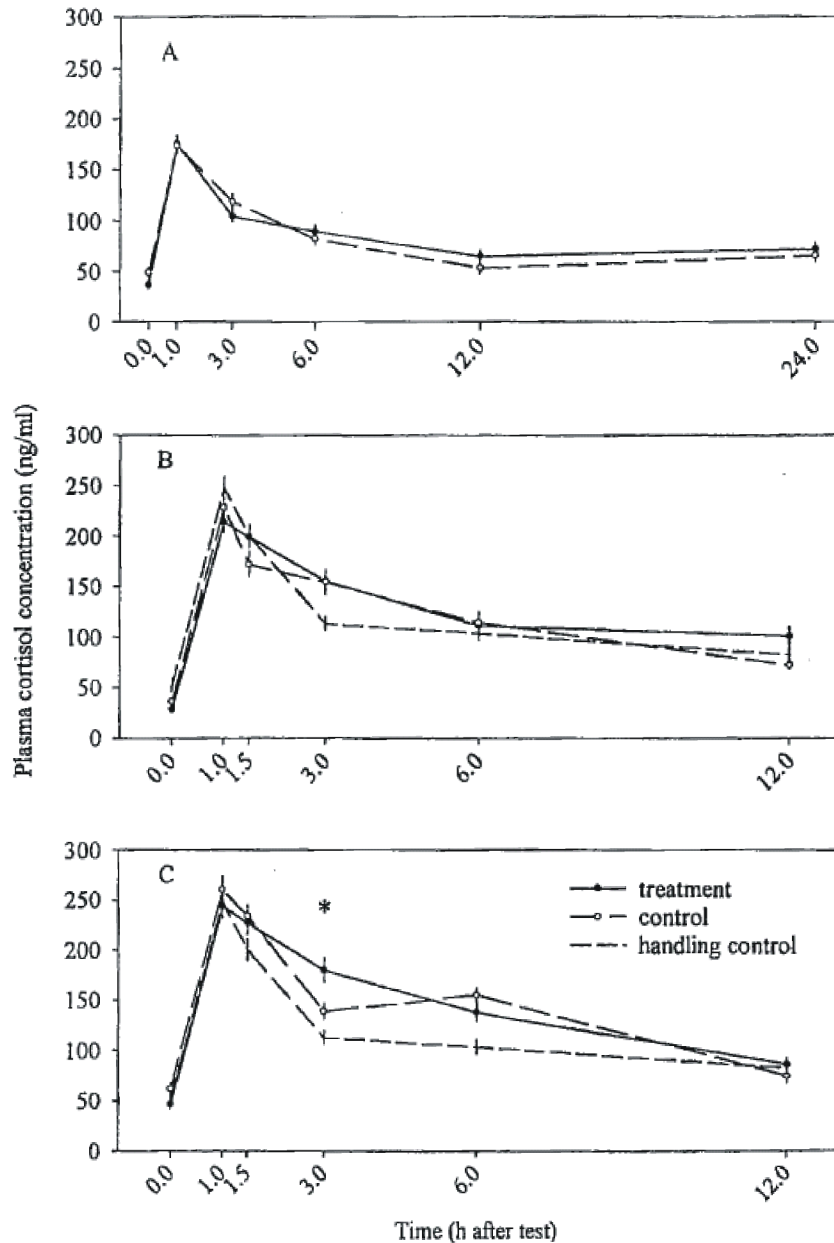 300
A
250
200
150
100
50
0
0.0 1.0 3.0 6.0 12.0 24.0
Plasma cortisol concentration (ng/ml)
300
B
250
200
150
100
50
0
0.0 1.0 1.5 3.0 6.0 12.0
300
C
250
*
200
150
100
50
0
treatment
control
handling control
0.0 1.0 1.5 3.0 6.0 12.0
Time (h after test)